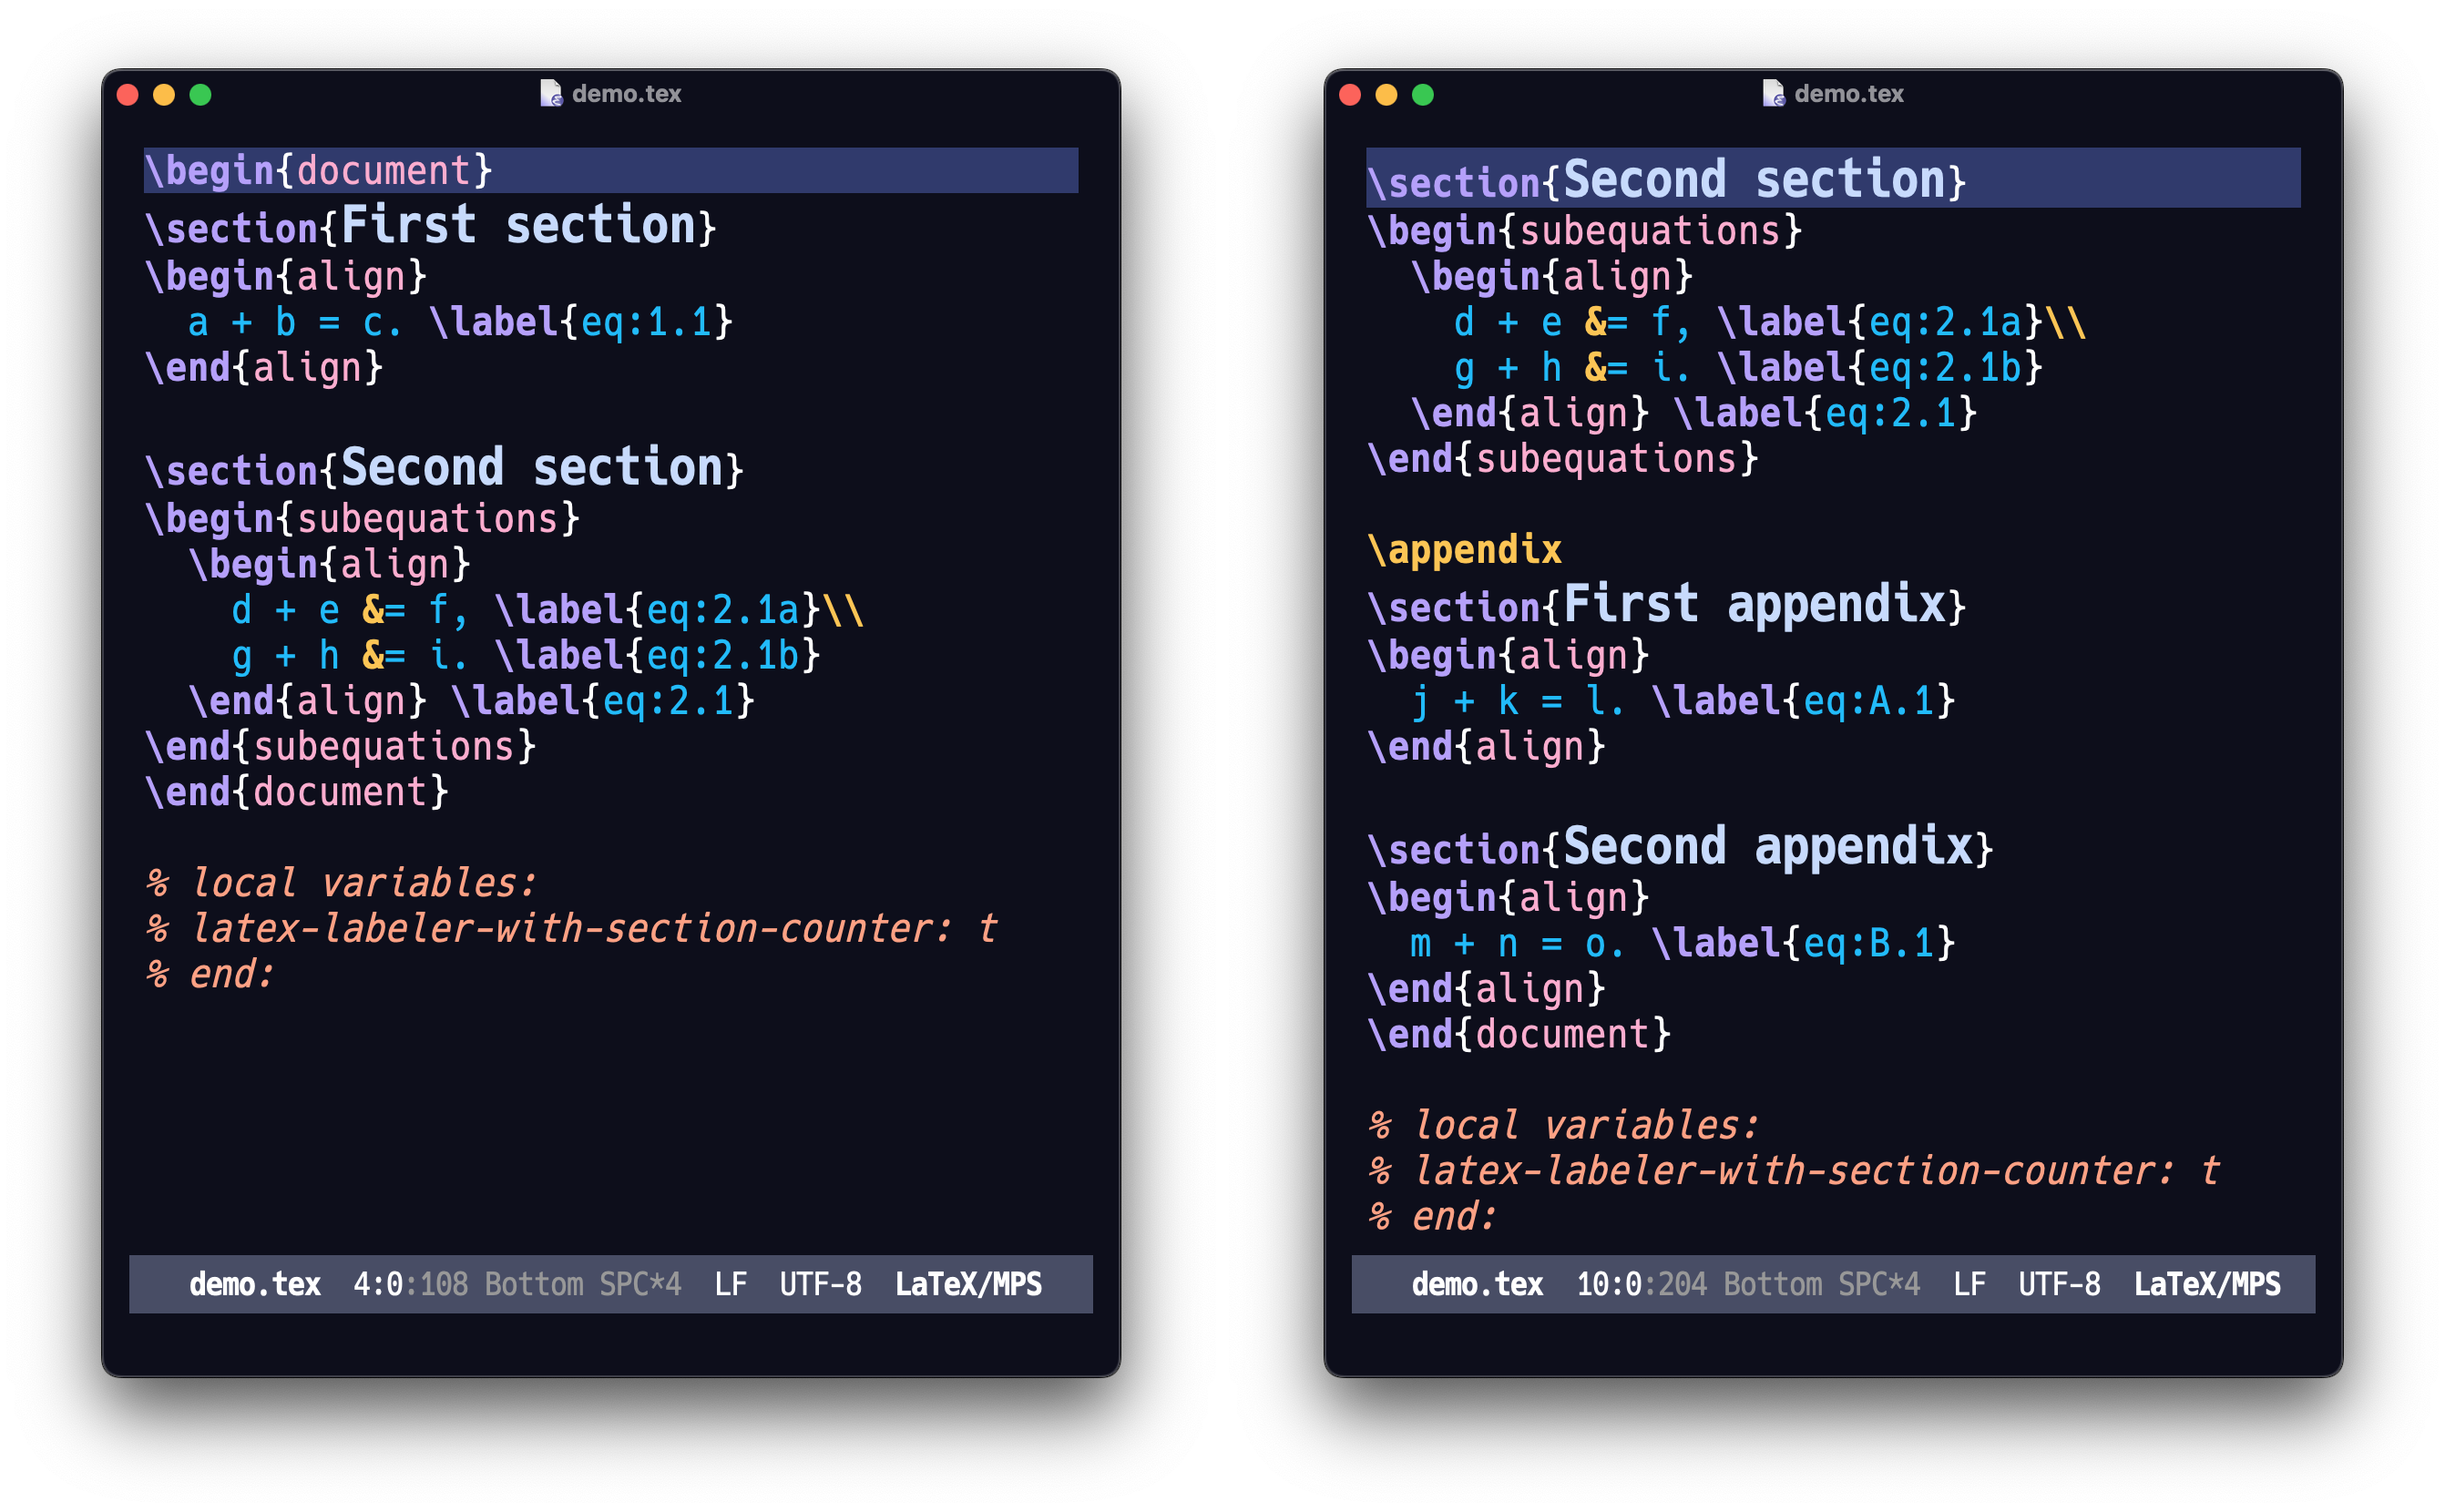 demo.tex
\begin{document}
\section{First section}
\begin{align}
  a + b = c. \label{eq:1.1}
\end{align}

\section{Second section}
\begin{subequations}
  \begin{align}
    d + e &= f, \label{eq:2.1a}\\
    g + h &= i. \label{eq:2.1b}
  \end{align} \label{eq:2.1}
\end{subequations}
\end{document}

% local variables:
% latex-labeler-with-section-counter: t
% end:
demo.tex  4:0:108 Bottom SPC*4  LF  UTF-8  LaTeX/MPS
demo.tex
\section{Second section}
\begin{subequations}
  \begin{align}
    d + e &= f, \label{eq:2.1a}\\
    g + h &= i. \label{eq:2.1b}
  \end{align} \label{eq:2.1}
\end{subequations}

\appendix
\section{First appendix}
\begin{align}
  j + k = l. \label{eq:A.1}
\end{align}

\section{Second appendix}
\begin{align}
  m + n = o. \label{eq:B.1}
\end{align}
\end{document}

% local variables:
% latex-labeler-with-section-counter: t
% end:
demo.tex  10:0:204 Bottom SPC*4  LF  UTF-8  LaTeX/MPS